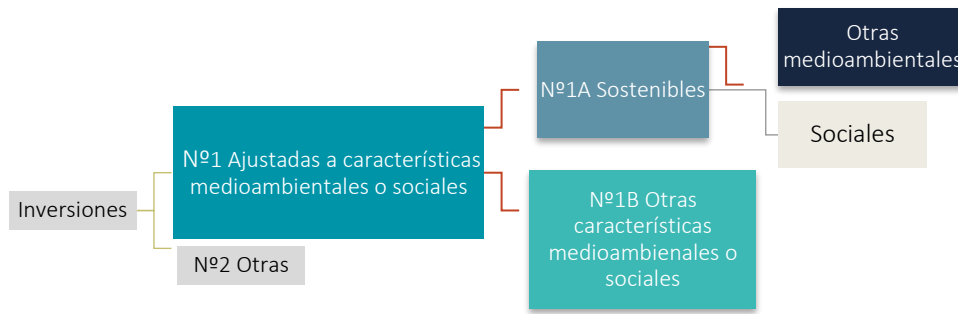 Inversiones
Nº1 Ajustadas a características
medioambientales o sociales
Nº2 Otras
Nº1A Sostenibles
Nº1B Otras
características
medioambienales o
sociales
Otras
medioambientales
Sociales